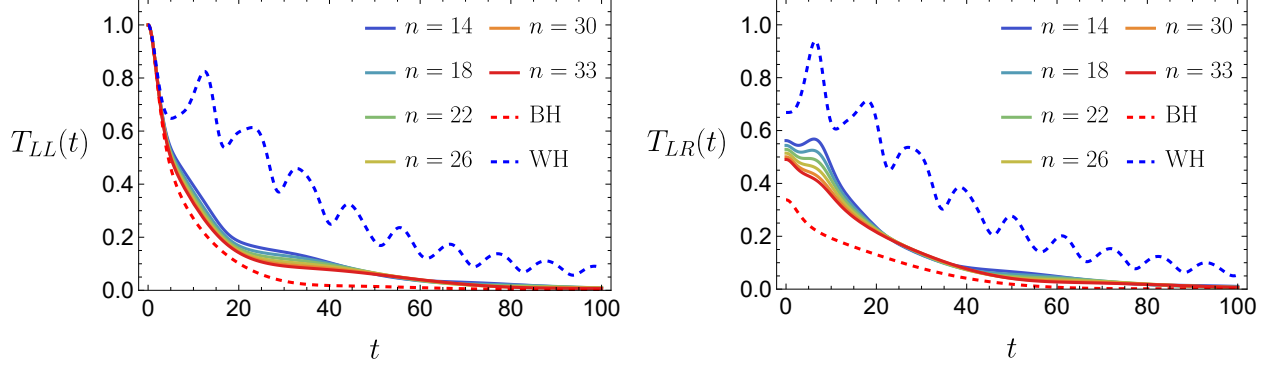 T_{LL}(t)
1.0
0.8
0.6
0.4
0.2
0.0
0 20 40 60 80 100
t
n = 14 n = 30
n = 18 n = 33
n = 22 BH
n = 26 WH
T_{LR}(t)
1.0
0.8
0.6
0.4
0.2
0.0
0 20 40 60 80 100
t
n = 14 n = 30
n = 18 n = 33
n = 22 BH
n = 26 WH